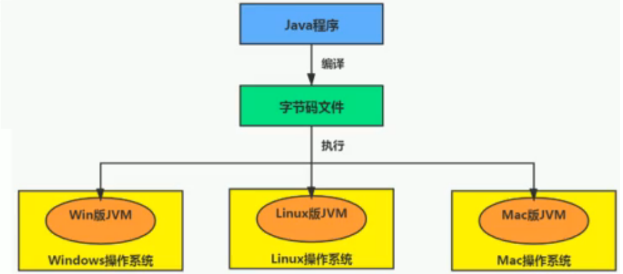 Java程序
编译
字节码文件
执行
Win版JVM
Linux版JVM
Mac版JVM
Windows操作系统
Linux操作系统
Mac操作系统